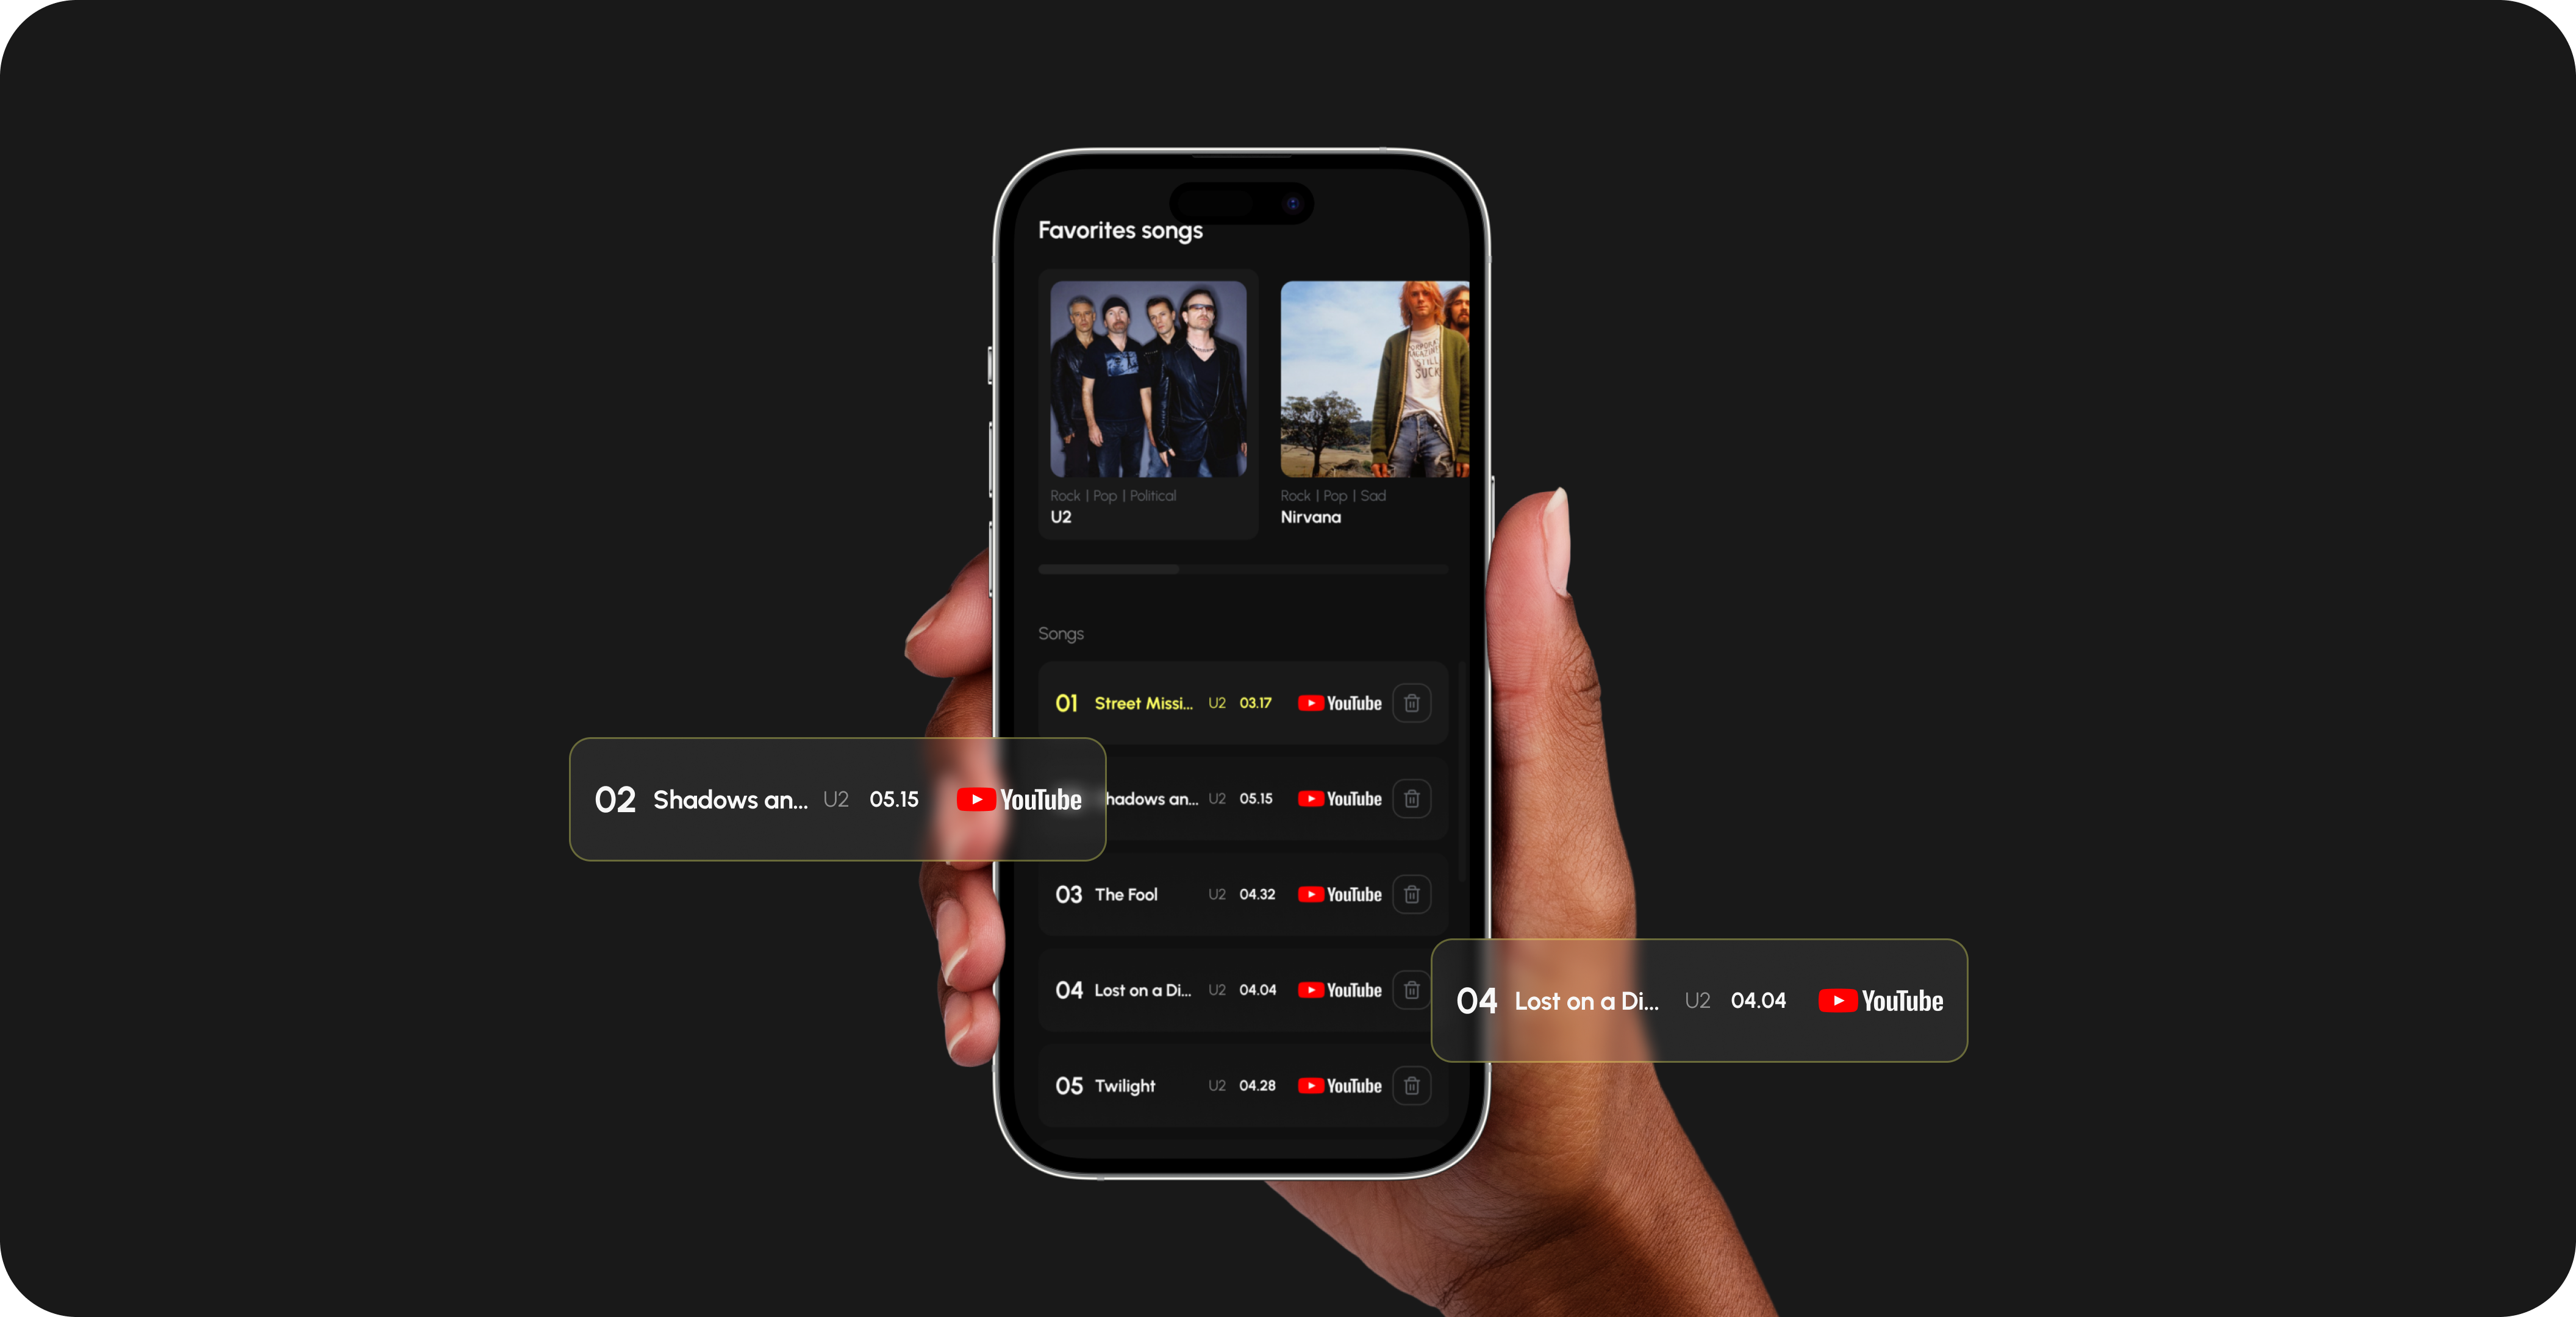 Favorites songs
Rock | Pop | Political
U2
Rock | Pop | Sad
Nirvana
STILL
SUCK
Songs
01 Street Missi... U2 03.17 YouTube
02 Shadows an... U2 05.15 YouTube
hadows an... U2 05.15 YouTube
03 The Fool U2 04.32 YouTube
04 Lost on a Di... U2 04.04 YouTube
04 Lost on a Di... U2 04.04 YouTube
05 Twilight U2 04.28 YouTube